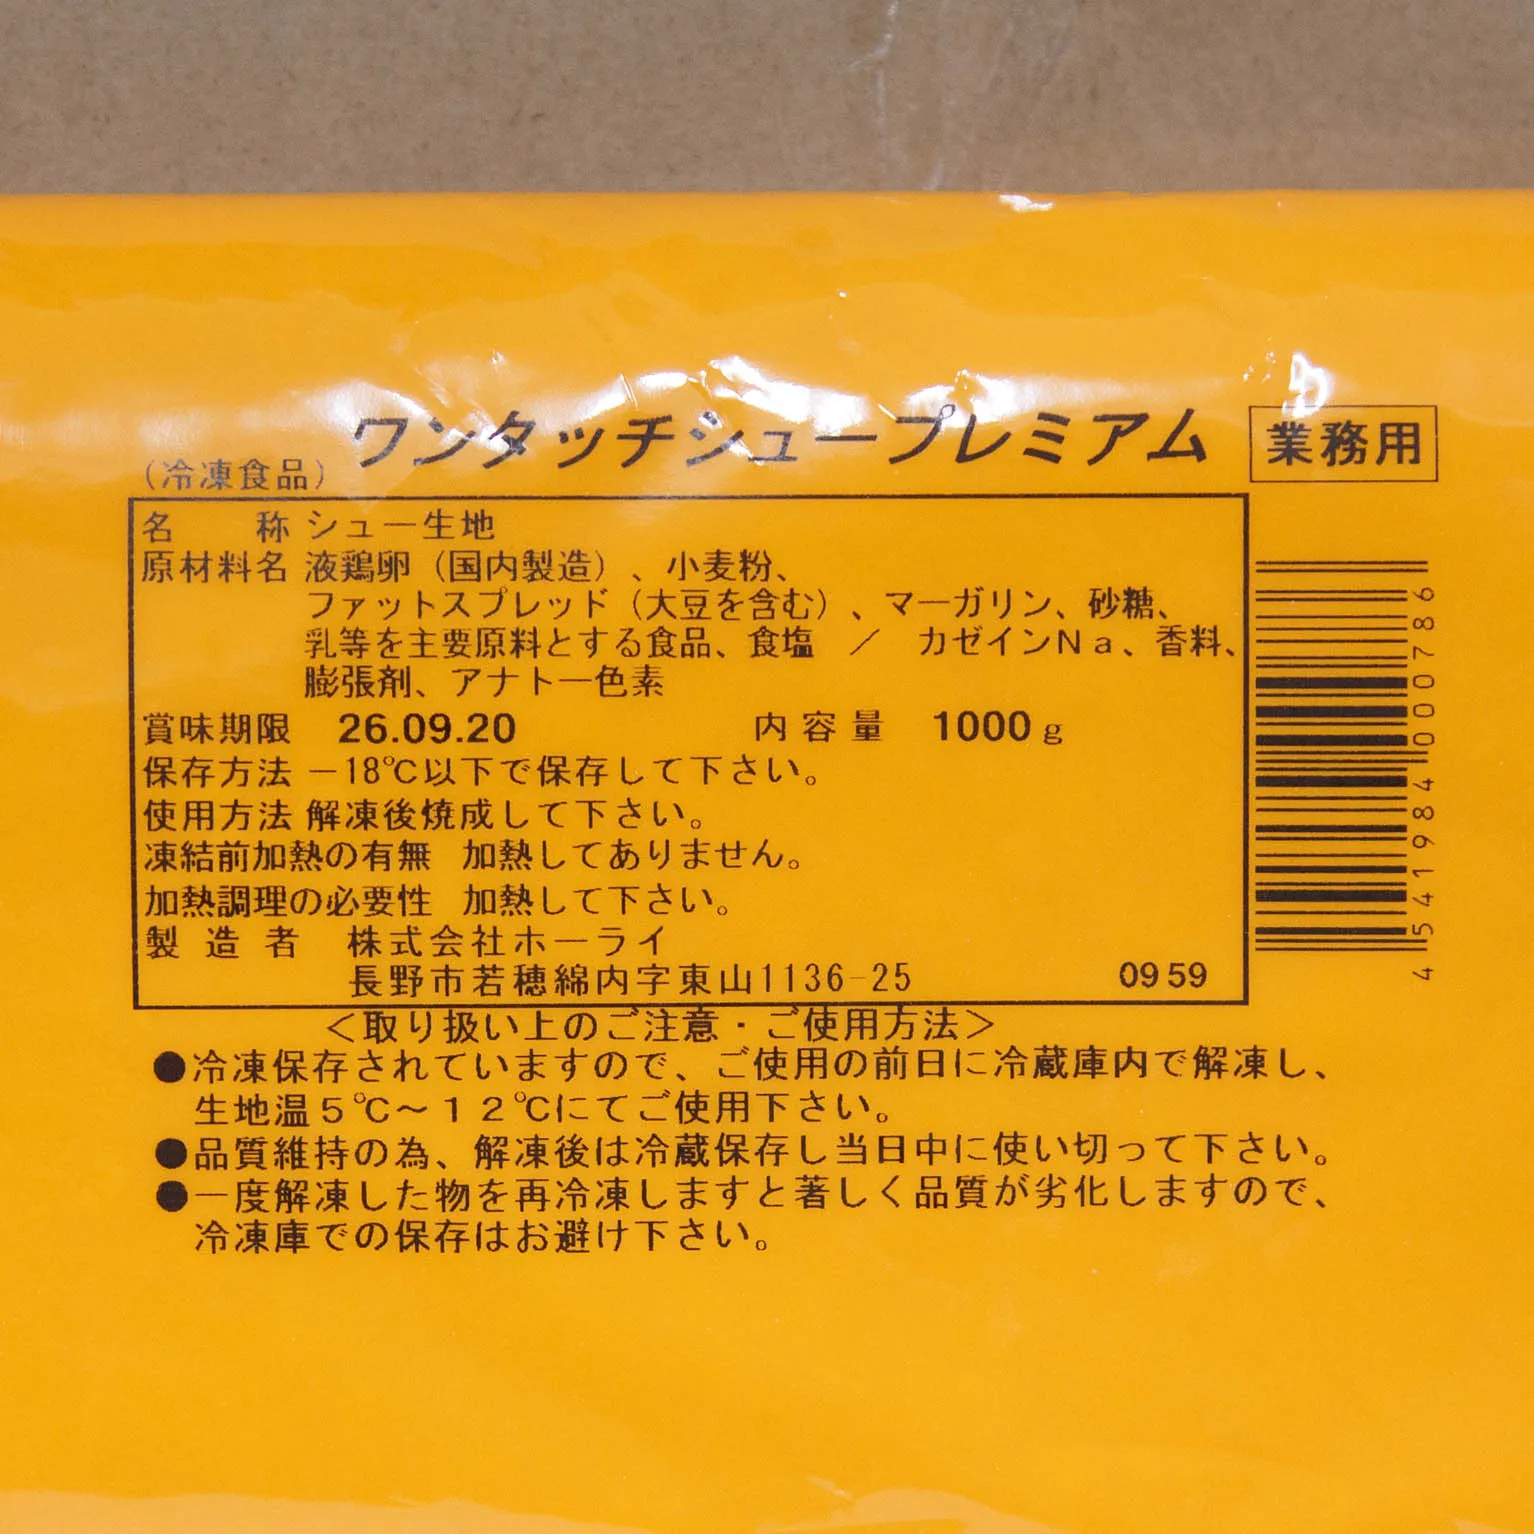 ワンタッチシュープレミアム 業務用
(冷凍食品)
名 称 シュー生地
原材料名 液鶏卵（国内製造）、小麦粉、
ファットスプレッド（大豆を含む）、マーガリン、砂糖、
乳等を主要原料とする食品、食塩 ／ カゼインＮａ、香料、
膨張剤、アナトー色素
賞味期限 26.09.20 内容量 1000g
保存方法 －18℃以下で保存して下さい。
使用方法 解凍後焼成して下さい。
凍結前加熱の有無 加熱してありません。
加熱調理の必要性 加熱して下さい。
製造者 株式会社ホーライ
長野市若穂綿内字東山1136-25 0959
＜取り扱い上のご注意・ご使用方法＞
●冷凍保存されていますので、ご使用の前日に冷蔵庫内で解凍し、
生地温５℃～１２℃にてご使用下さい。
●品質維持の為、解凍後は冷蔵保存し当日中に使い切って下さい。
●一度解凍した物を再冷凍しますと著しく品質が劣化しますので、
冷凍庫での保存はお避け下さい。
4541984000786